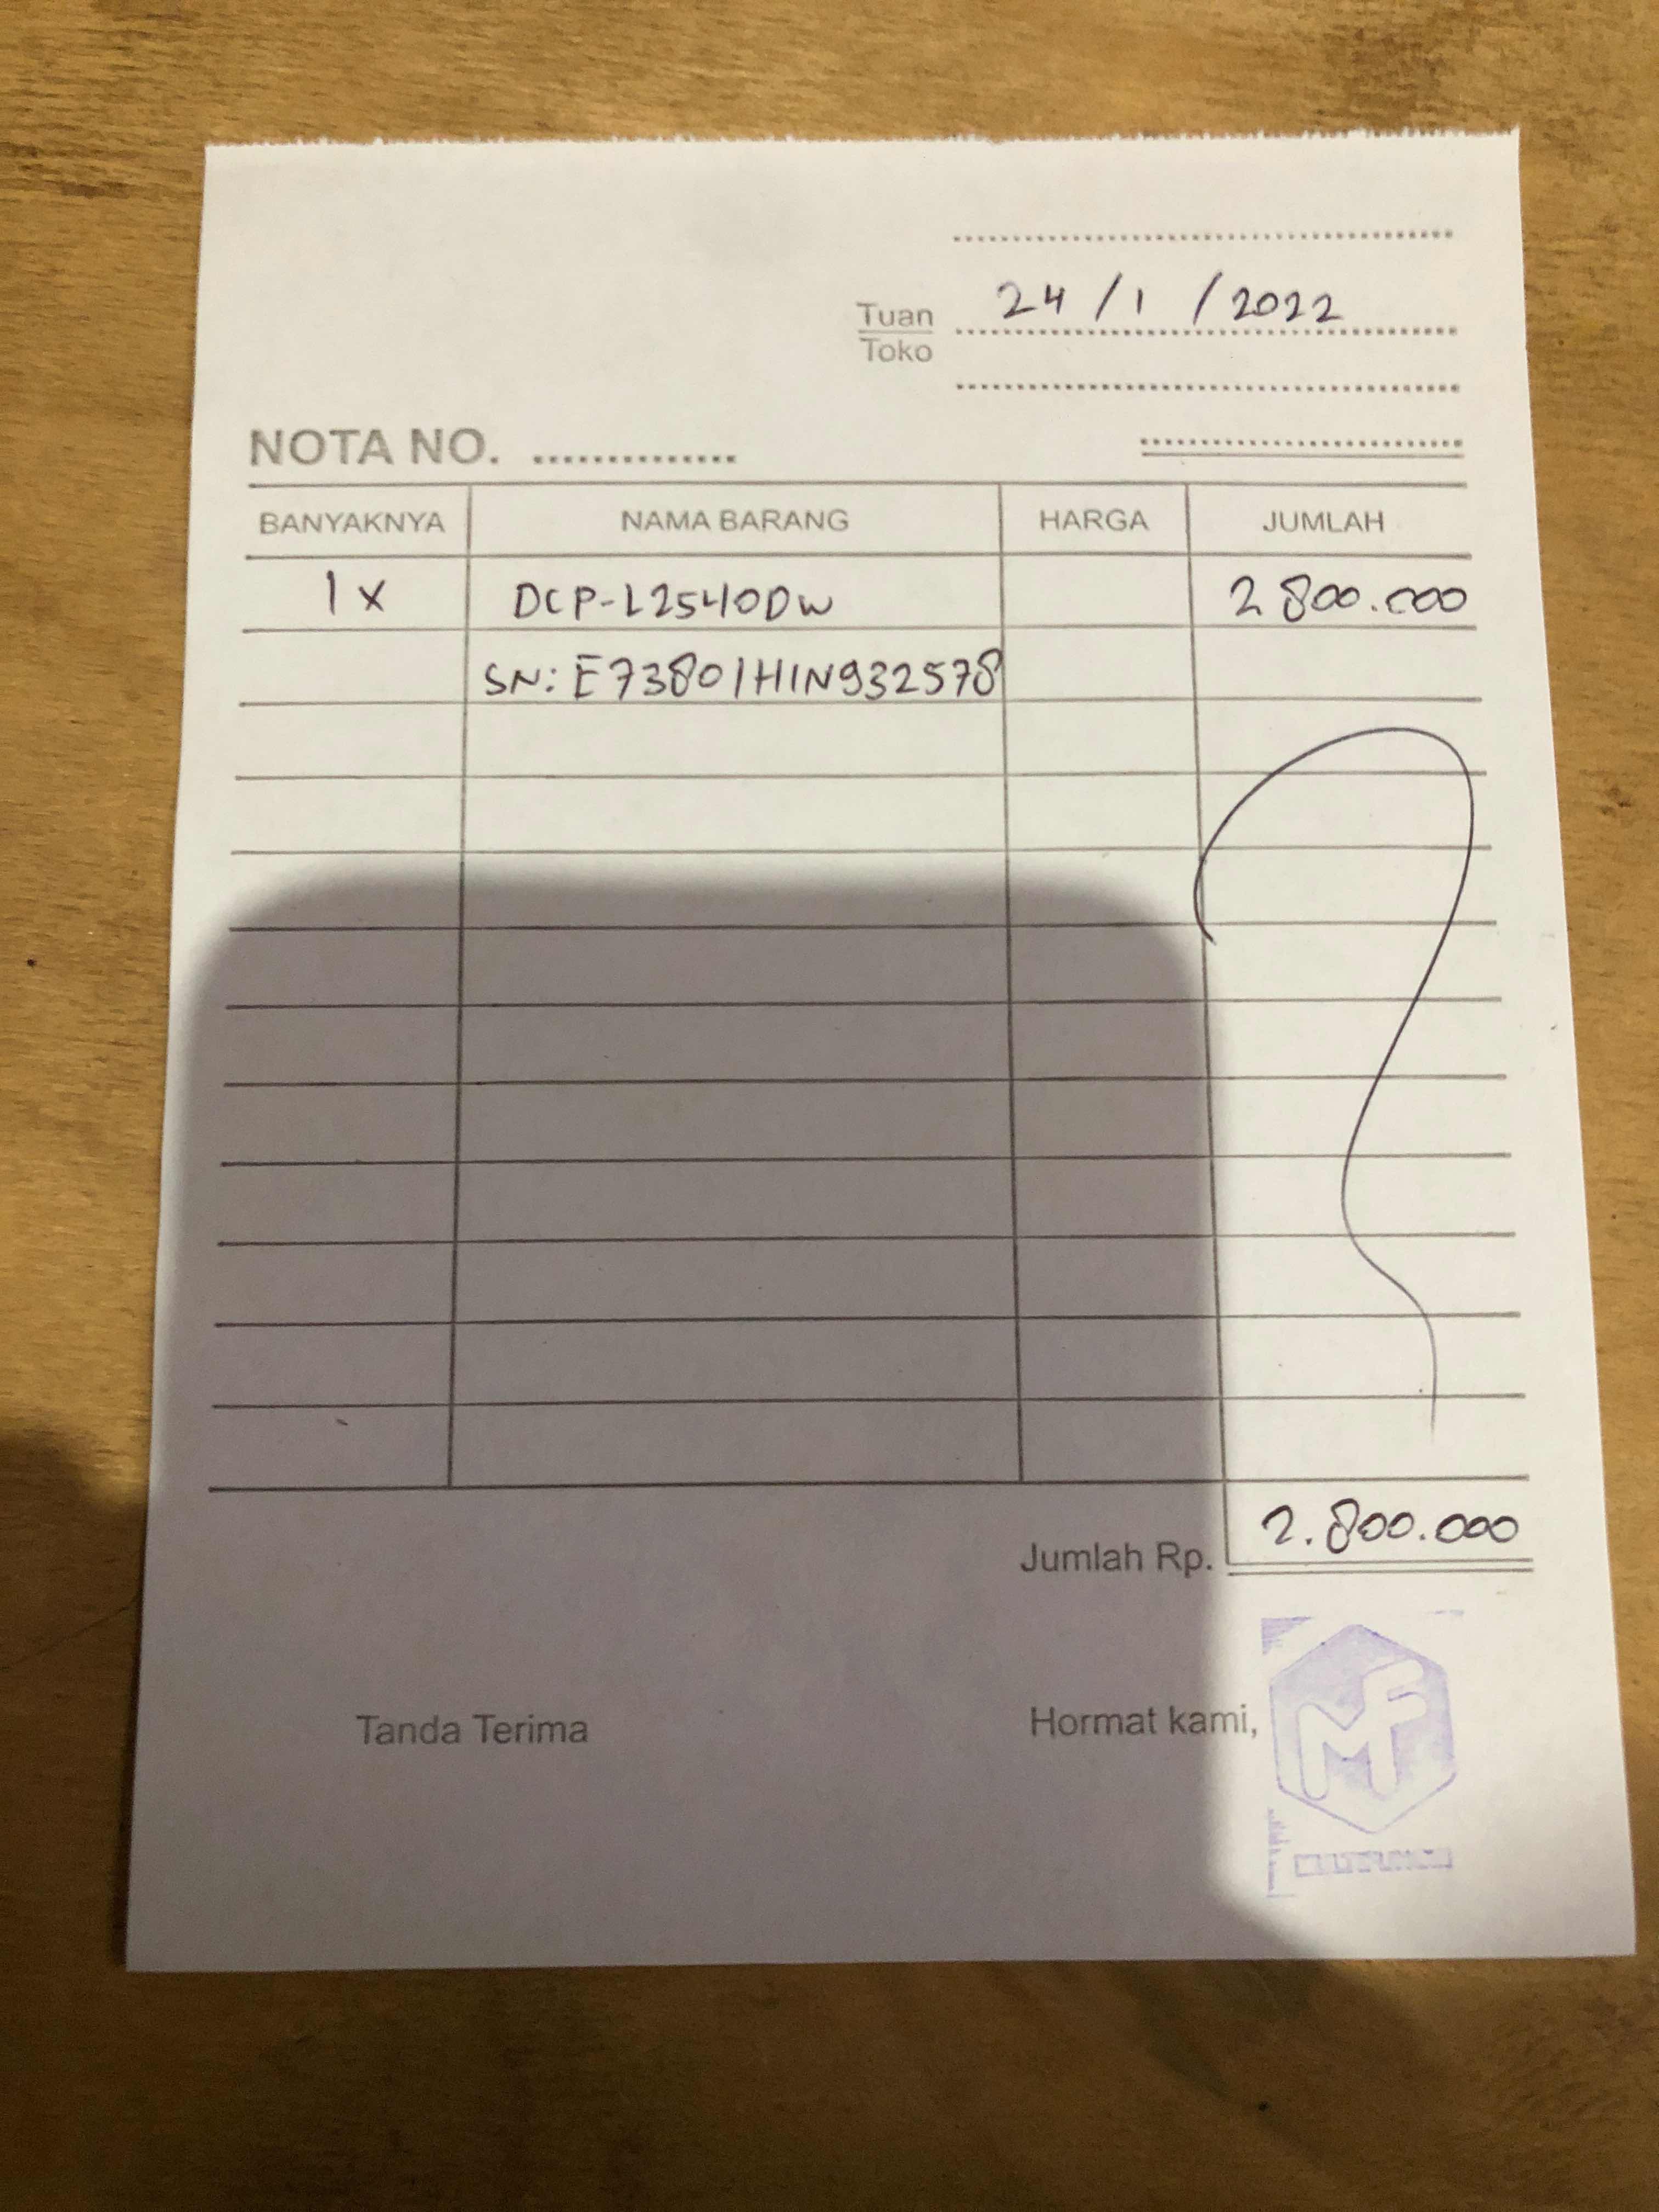 24/1/2022
Tuan
Toko
NOTA NO. ..............
BANYAKNYA NAMA BARANG HARGA JUMLAH
1x DCP-L2540DW 2 800.000
SN: E73801H1N932578
Jumlah Rp. 2.800.000
Tanda Terima Hormat kami,
MF